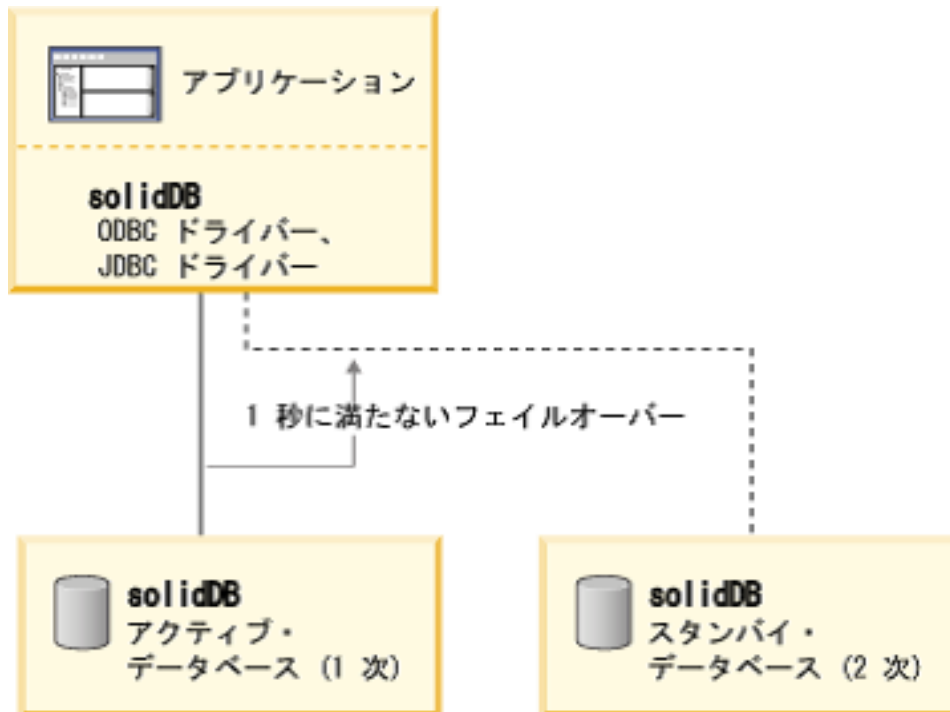 アプリケーション
solidDB
ODBC ドライバー、
JDBC ドライバー
1 秒に満たないフェイルオーバー
solidDB
アクティブ・
データベース (1 次)
solidDB
スタンバイ・
データベース (2 次)